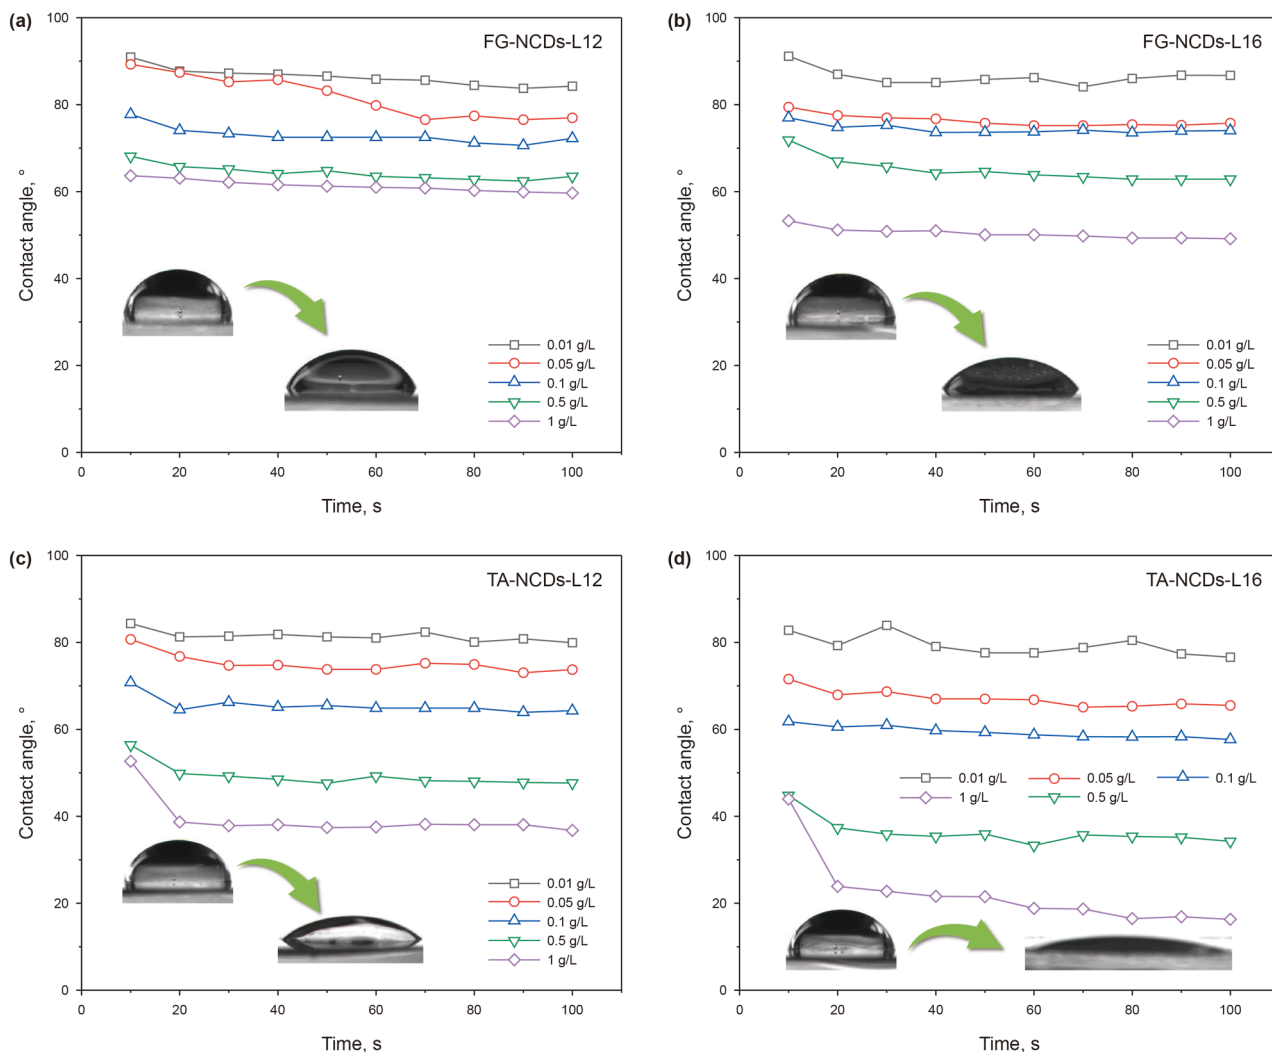 (a)
FG-NCDs-L12
100
80
60
40
20
0
Contact angle, °
0.01 g/L
0.05 g/L
0.1 g/L
0.5 g/L
1 g/L
0 20 40 60 80 100
Time, s
(b)
FG-NCDs-L16
100
80
60
40
20
0
Contact angle, °
0.01 g/L
0.05 g/L
0.1 g/L
0.5 g/L
1 g/L
0 20 40 60 80 100
Time, s
(c)
TA-NCDs-L12
100
80
60
40
20
0
Contact angle, °
0.01 g/L
0.05 g/L
0.1 g/L
0.5 g/L
1 g/L
0 20 40 60 80 100
Time, s
(d)
TA-NCDs-L16
100
80
60
40
20
0
Contact angle, °
0.01 g/L 0.05 g/L 0.1 g/L
1 g/L 0.5 g/L
0 20 40 60 80 100
Time, s